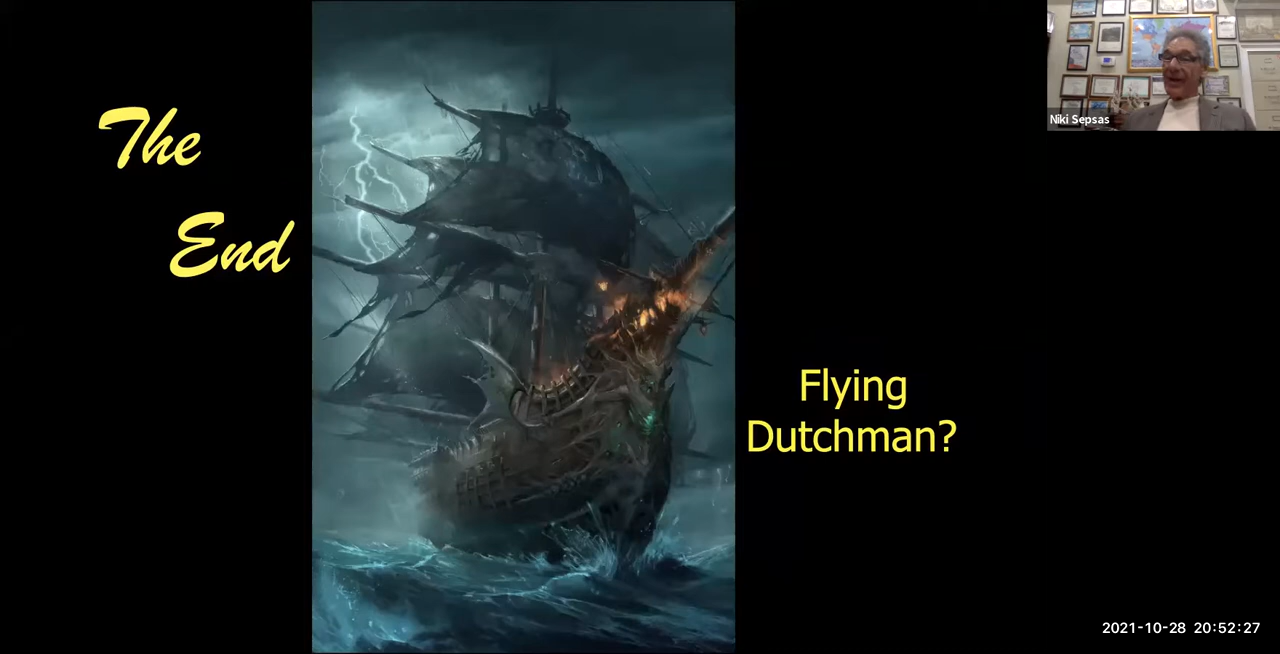 The
End
Niki Sepsas
Flying
Dutchman?
2021-10-28 20:52:27